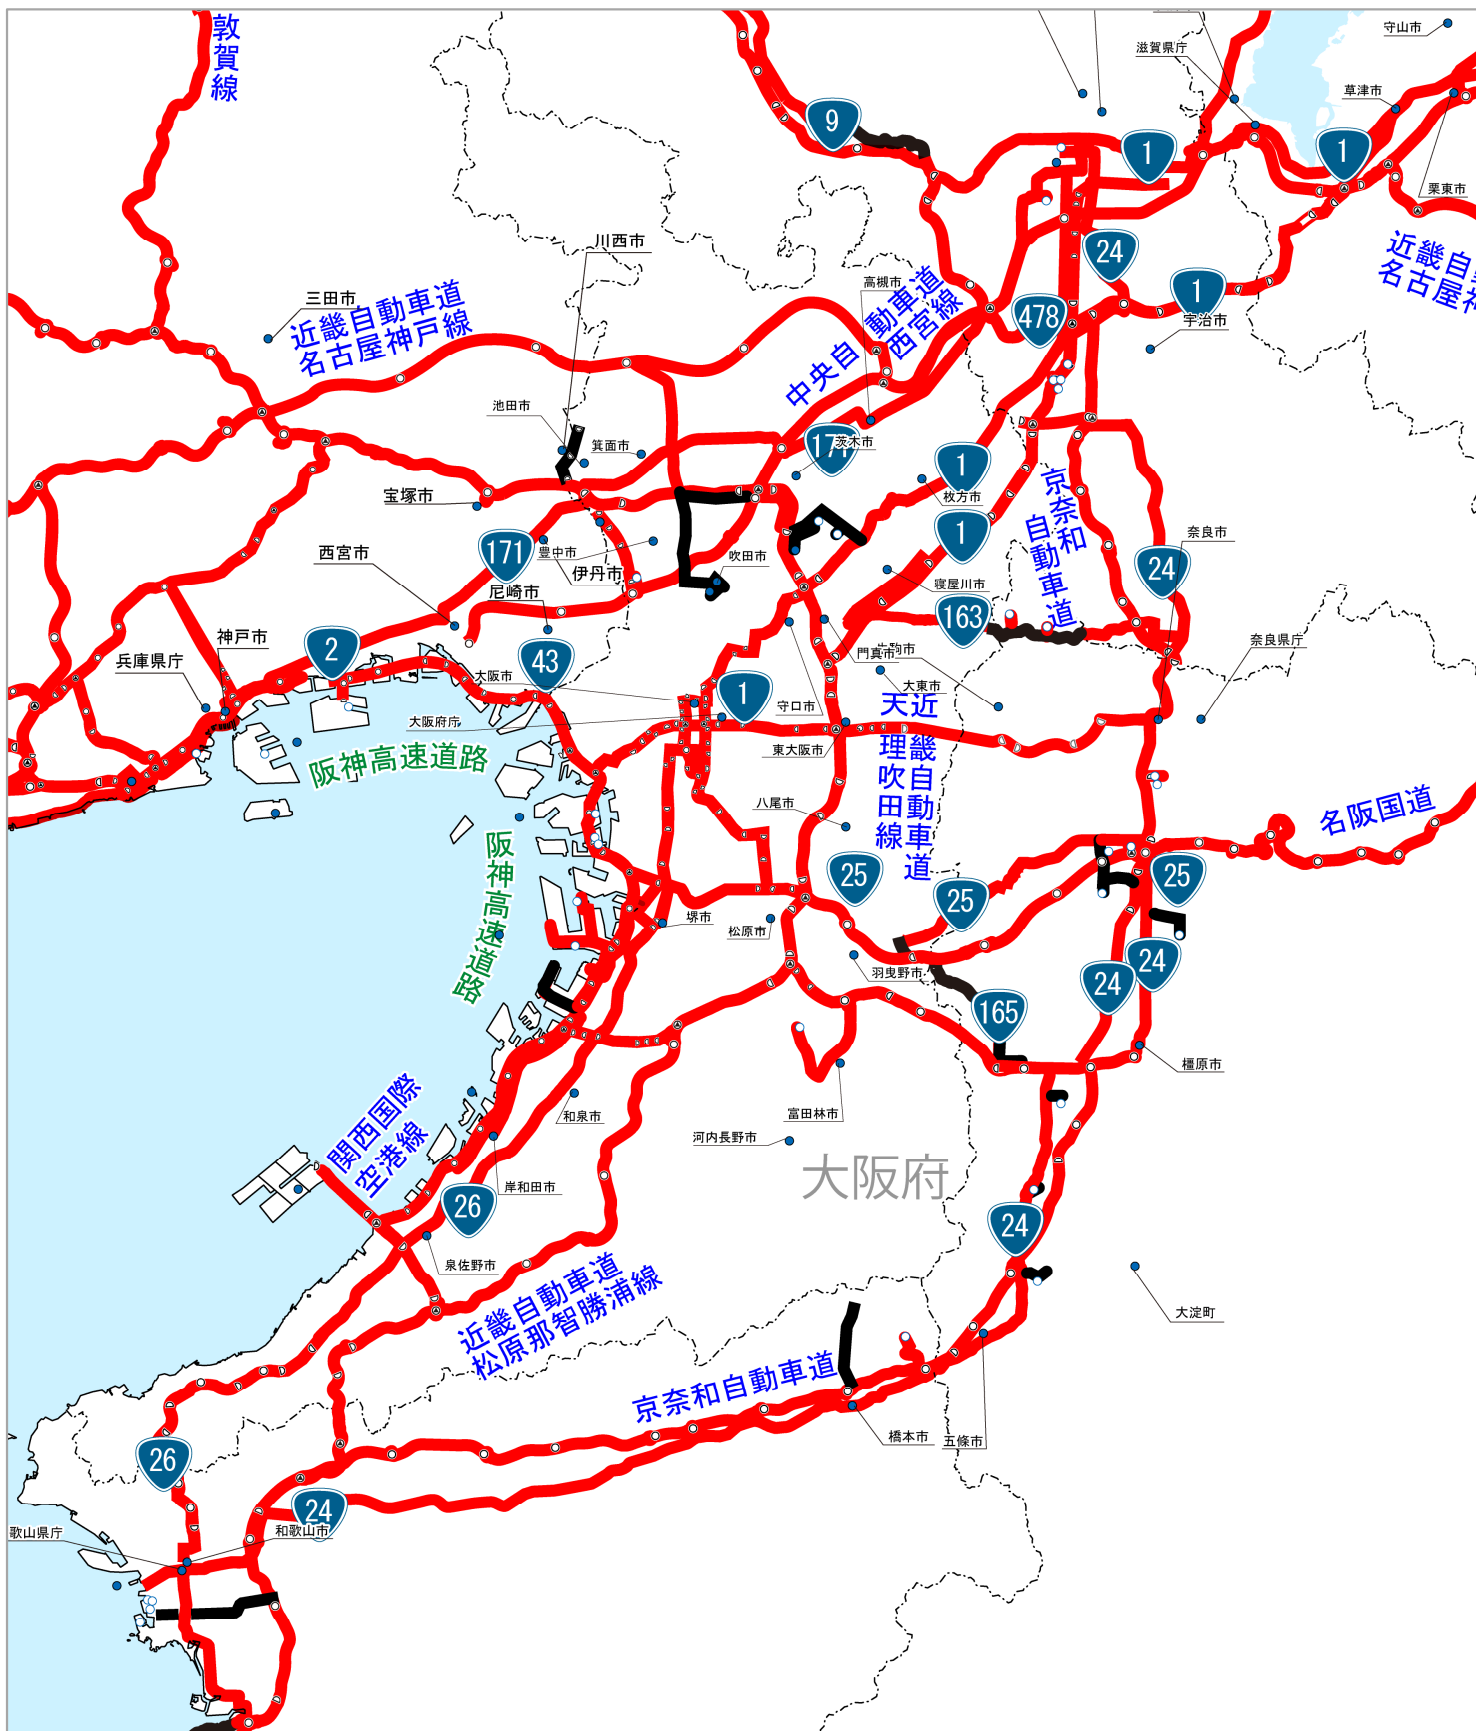 敦賀線
守山市
滋賀県庁
草津市
9
1
1
栗東市
川西市
24
近畿自動
名古屋神
高槻市
三田市
近畿自動車道
名古屋神戸線
中央自動車道
西宮線
478
1
宇治市
池田市
箕面市
171
茨木市
1
枚方市
宝塚市
京奈和
自動車道
1
奈良市
西宮市
171
豊中市
伊丹市
吹田市
24
寝屋川市
尼崎市
163
神戸市
2
43
奈良県庁
兵庫県庁
門真市
大阪市
1
大東市
守口市
大阪府庁
東大阪市
近畿自動車道
天理吹田線
阪神高速道路
八尾市
名阪国道
阪神高速道路
25
25
25
堺市
松原市
羽曳野市
24
24
165
橿原市
関西国際
空港線
和泉市
富田林市
河内長野市
大阪府
岸和田市
26
24
泉佐野市
近畿自動車道
松原那智勝浦線
大淀町
京奈和自動車道
橋本市
五條市
26
24
歌山県庁
和歌山市